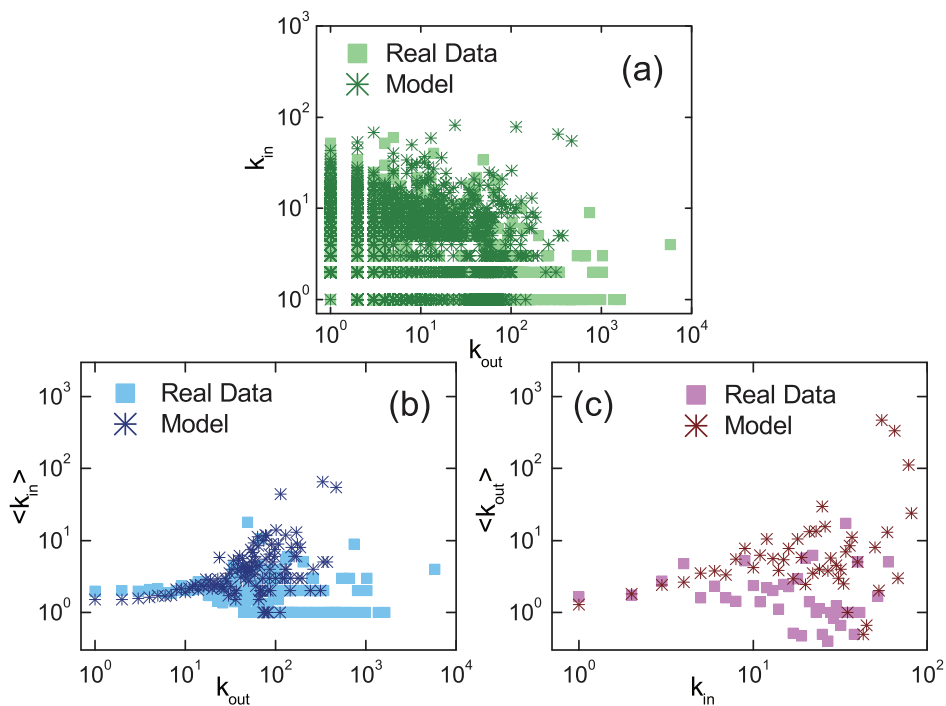 10³
Real Data
Model
(a)
10²
k_in
10¹
10⁰
10⁰ 10¹ 10² 10³ 10⁴
k_out
Real Data
Model
(b)
10³
10²
<k_in>
10¹
10⁰
10⁰ 10¹ 10² 10³ 10⁴
k_out
Real Data
Model
(c)
10³
10²
<k_out>
10¹
10⁰
10⁰ 10¹ 10²
k_in